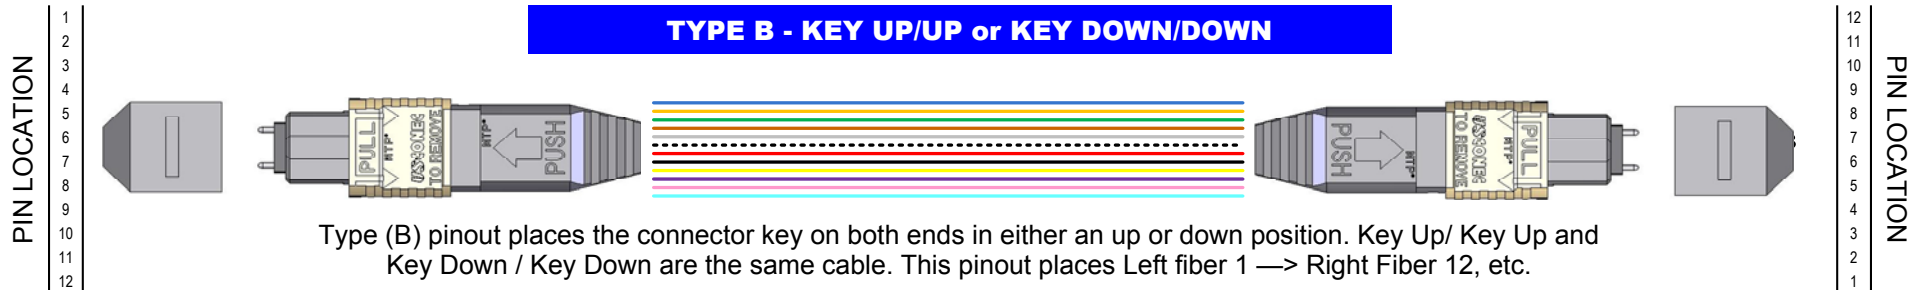 TYPE B - KEY UP/UP or KEY DOWN/DOWN
PIN LOCATION
1
2
3
4
5
6
7
8
9
10
11
12
PULL
MTP®
US CONEC
TO REMOVE
MTP®
PUSH
PUSH
MTP®
US CONEC
TO REMOVE
MTP®
PULL
12
11
10
9
8
7
6
5
4
3
2
1
PIN LOCATION
Type (B) pinout places the connector key on both ends in either an up or down position. Key Up/ Key Up and
Key Down / Key Down are the same cable. This pinout places Left fiber 1 —> Right Fiber 12, etc.